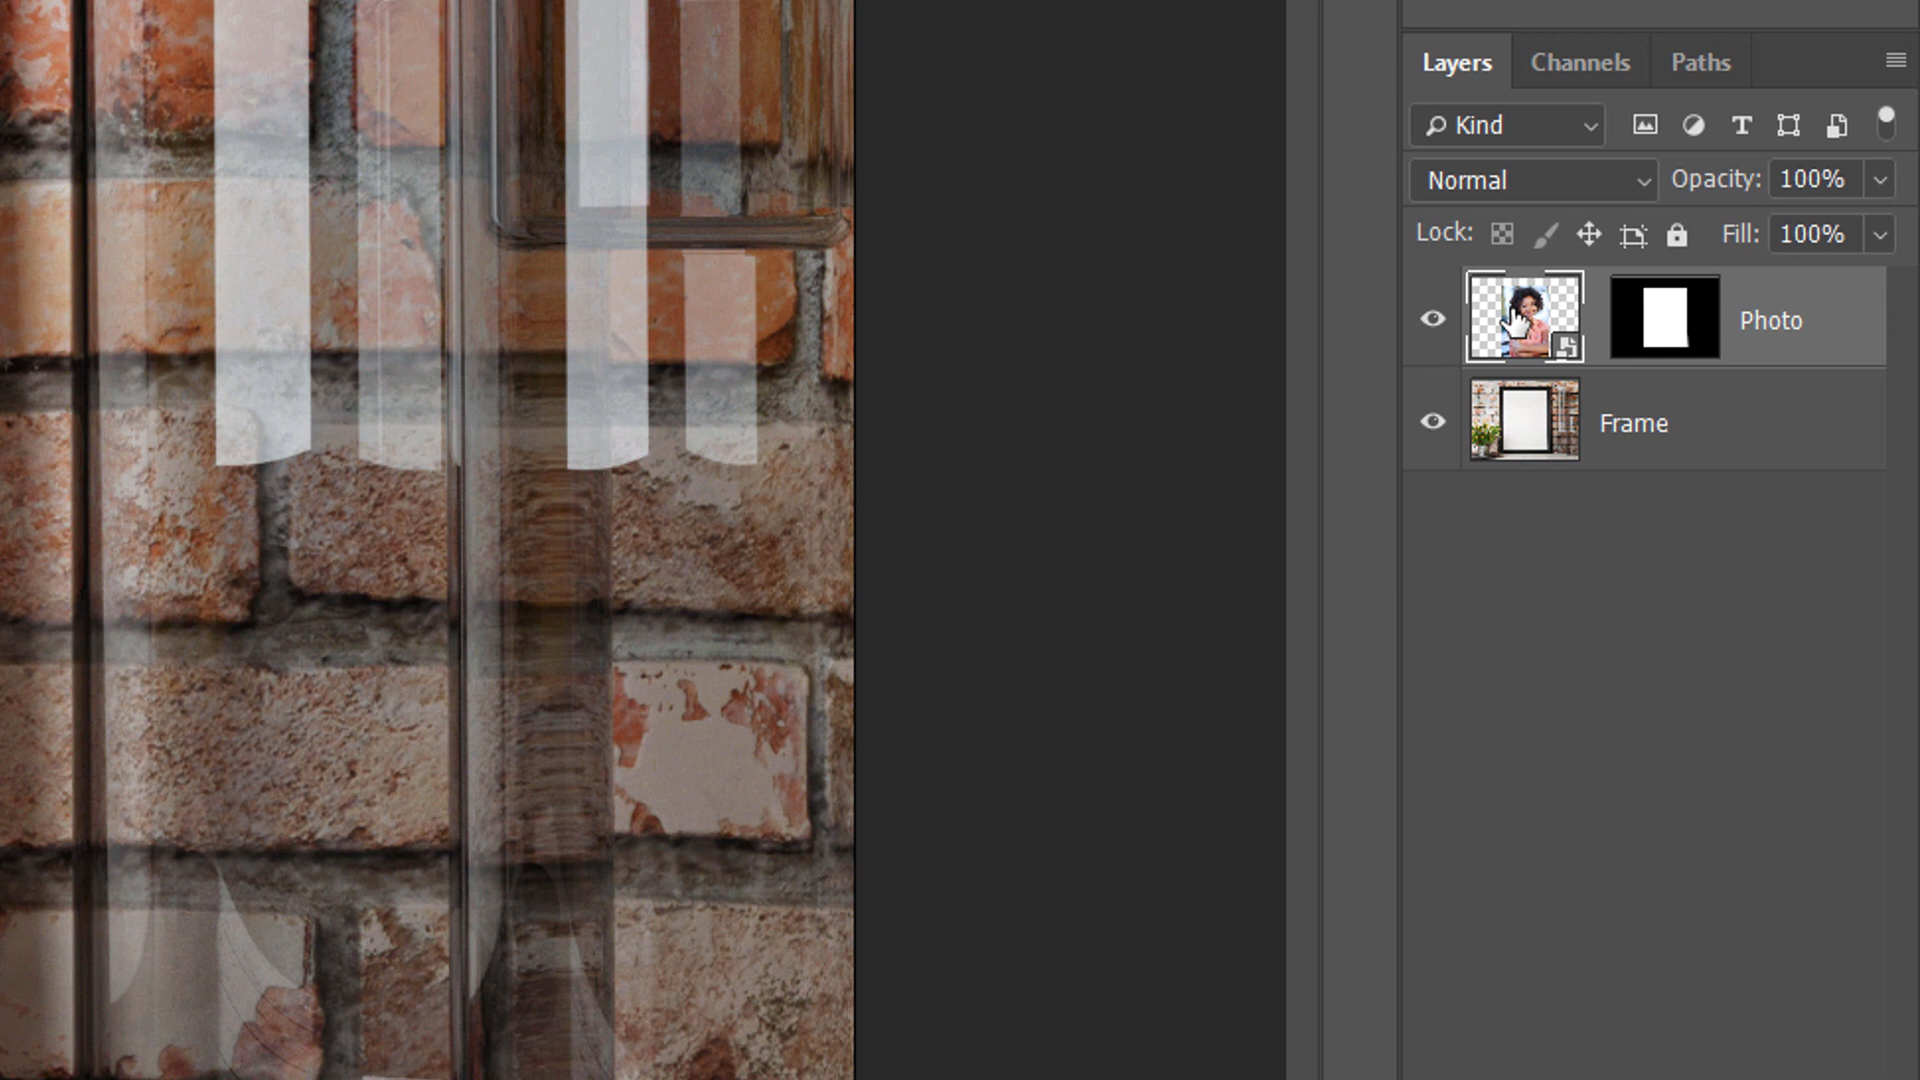 Layers Channels Paths
Kind
Normal Opacity: 100%
Lock: Fill: 100%
Photo
Frame